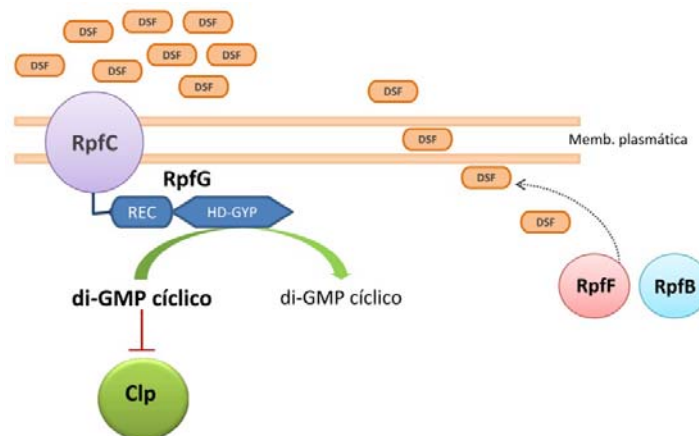 DSF
DSF
DSF
DSF
DSF
DSF
DSF
DSF
DSF
DSF
RpfC
DSF
Memb. plasmática
RpfG
DSF
REC
HD-GYP
DSF
RpfF
RpfB
di-GMP cíclico
di-GMP cíclico
Clp